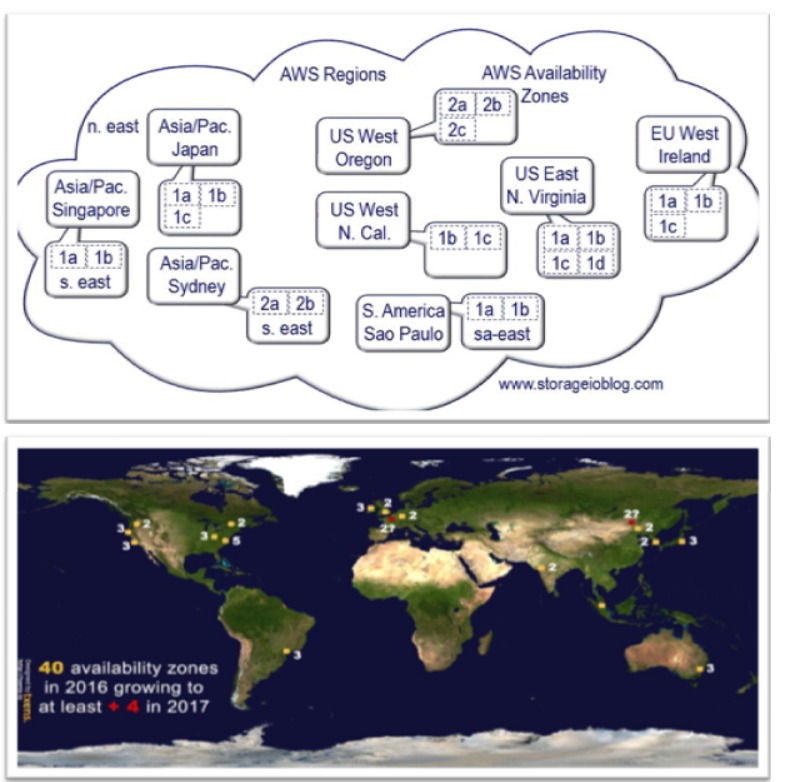 AWS Regions
AWS Availability
Zones
n. east
Asia/Pac.
Japan
1a 1b
1c
Asia/Pac.
Singapore
1a 1b
s. east
Asia/Pac.
Sydney
2a 2b
s. east
US West
Oregon
2a 2b
2c
US West
N. Cal.
1b 1c
US East
N. Virginia
1a 1b
1c 1d
EU West
Ireland
1a 1b
1c
S. America
Sao Paulo
1a 1b
sa-east
www.storageioblog.com
3
2
3
3
2
5
3
2
2
2?
2?
2
2
3
2
3
3
40 availability zones
in 2016 growing to
at least + 4 in 2017